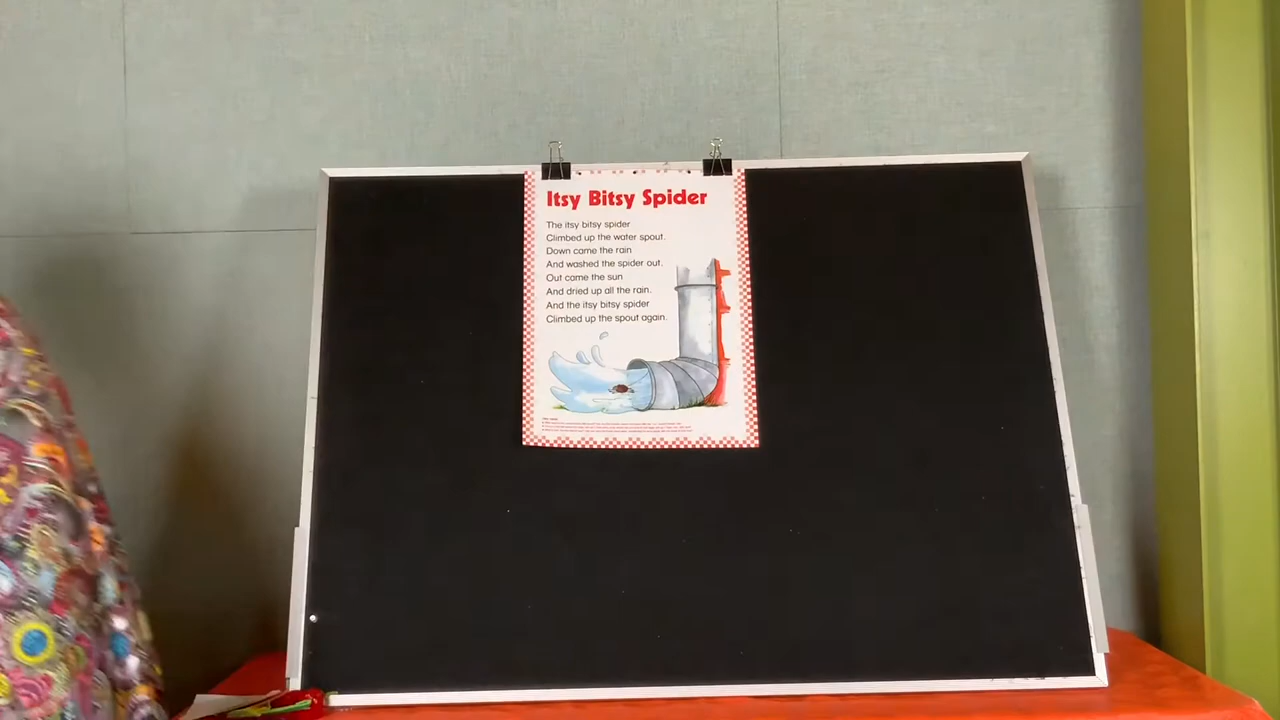 Itsy Bitsy Spider
The itsy bitsy spider
Climbed up the water spout.
Down came the rain
And washed the spider out.
Out came the sun
And dried up all the rain.
And the itsy bitsy spider
Climbed up the spout again.